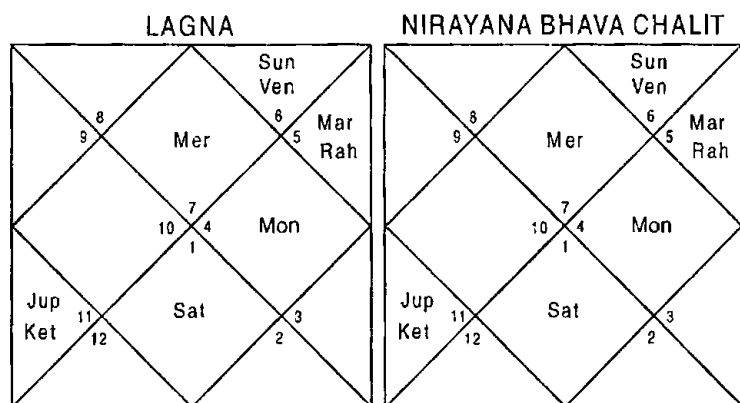 LAGNA
Sun
Ven
8
6
9
5
Mer
Mar
Rah
7
10
4
1
Mon
Jup
Ket
11
12
Sat
3
2
NIRAYANA BHAVA CHALIT
Sun
Ven
8
6
9
5
Mer
Mar
Rah
7
10
4
1
Mon
Jup
Ket
11
12
Sat
3
2